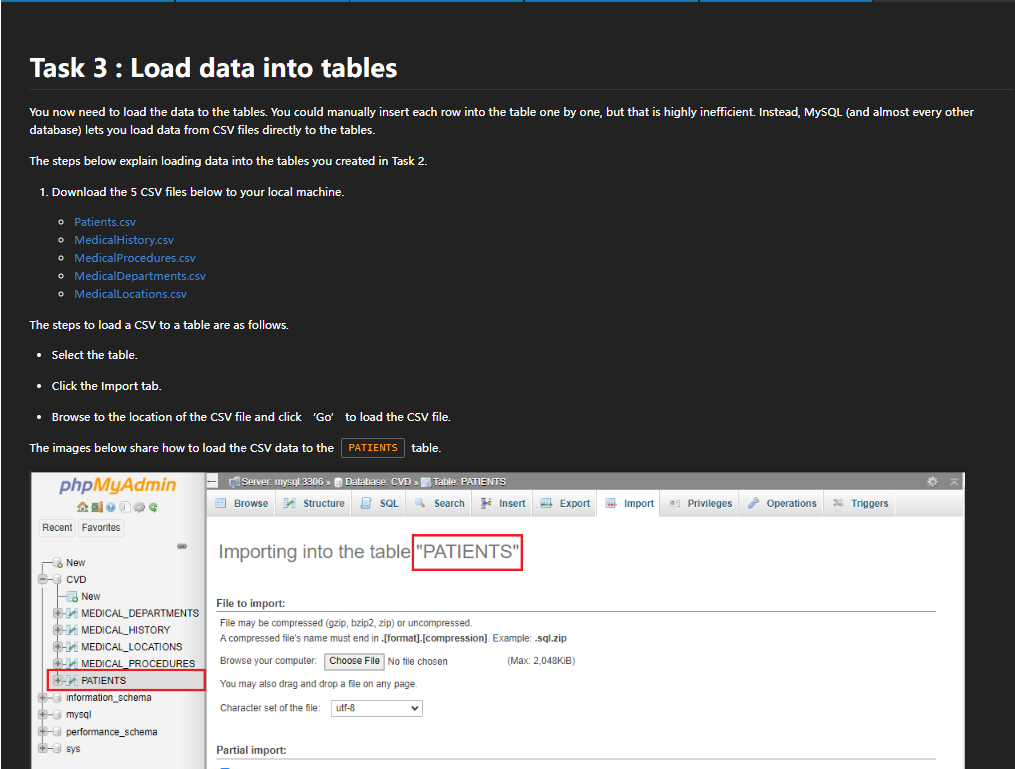 Task 3 : Load data into tables
You now need to load the data to the tables. You could manually insert each row into the table one by one, but that is highly inefficient. Instead, MySQL (and almost every other
database) lets you load data from CSV files directly to the tables.
The steps below explain loading data into the tables you created in Task 2.
1. Download the 5 CSV files below to your local machine.
Patients.csv
MedicalHistory.csv
MedicalProcedures.csv
MedicalDepartments.csv
MedicalLocations.csv
The steps to load a CSV to a table are as follows.
Select the table.
Click the Import tab.
Browse to the location of the CSV file and click ‘Go’ to load the CSV file.
The images below share how to load the CSV data to the PATIENTS table.
phpMyAdmin
Recent Favorites
New
CVD
New
MEDICAL_DEPARTMENTS
MEDICAL_HISTORY
MEDICAL_LOCATIONS
MEDICAL_PROCEDURES
PATIENTS
information_schema
mysql
performance_schema
sys
Server: mysql:3306 » Database: CVD » Table: PATIENTS
Browse Structure SQL Search Insert Export Import Privileges Operations Triggers
Importing into the table "PATIENTS"
File to import:
File may be compressed (gzip, bzip2, zip) or uncompressed.
A compressed file's name must end in .[format].[compression]. Example: .sql.zip
Browse your computer: Choose File No file chosen (Max: 2,048KiB)
You may also drag and drop a file on any page.
Character set of the file: utf-8
Partial import: